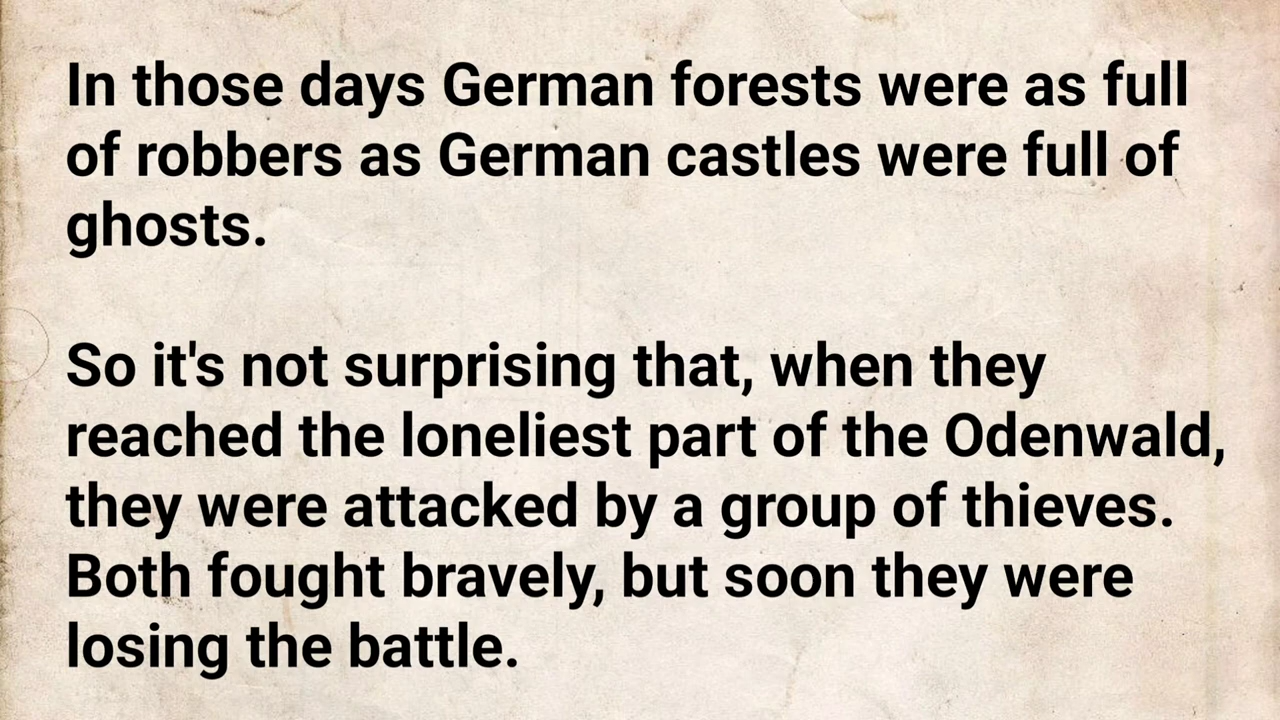 In those days German forests were as full
of robbers as German castles were full of
ghosts.
So it's not surprising that, when they
reached the loneliest part of the Odenwald,
they were attacked by a group of thieves.
Both fought bravely, but soon they were
losing the battle.